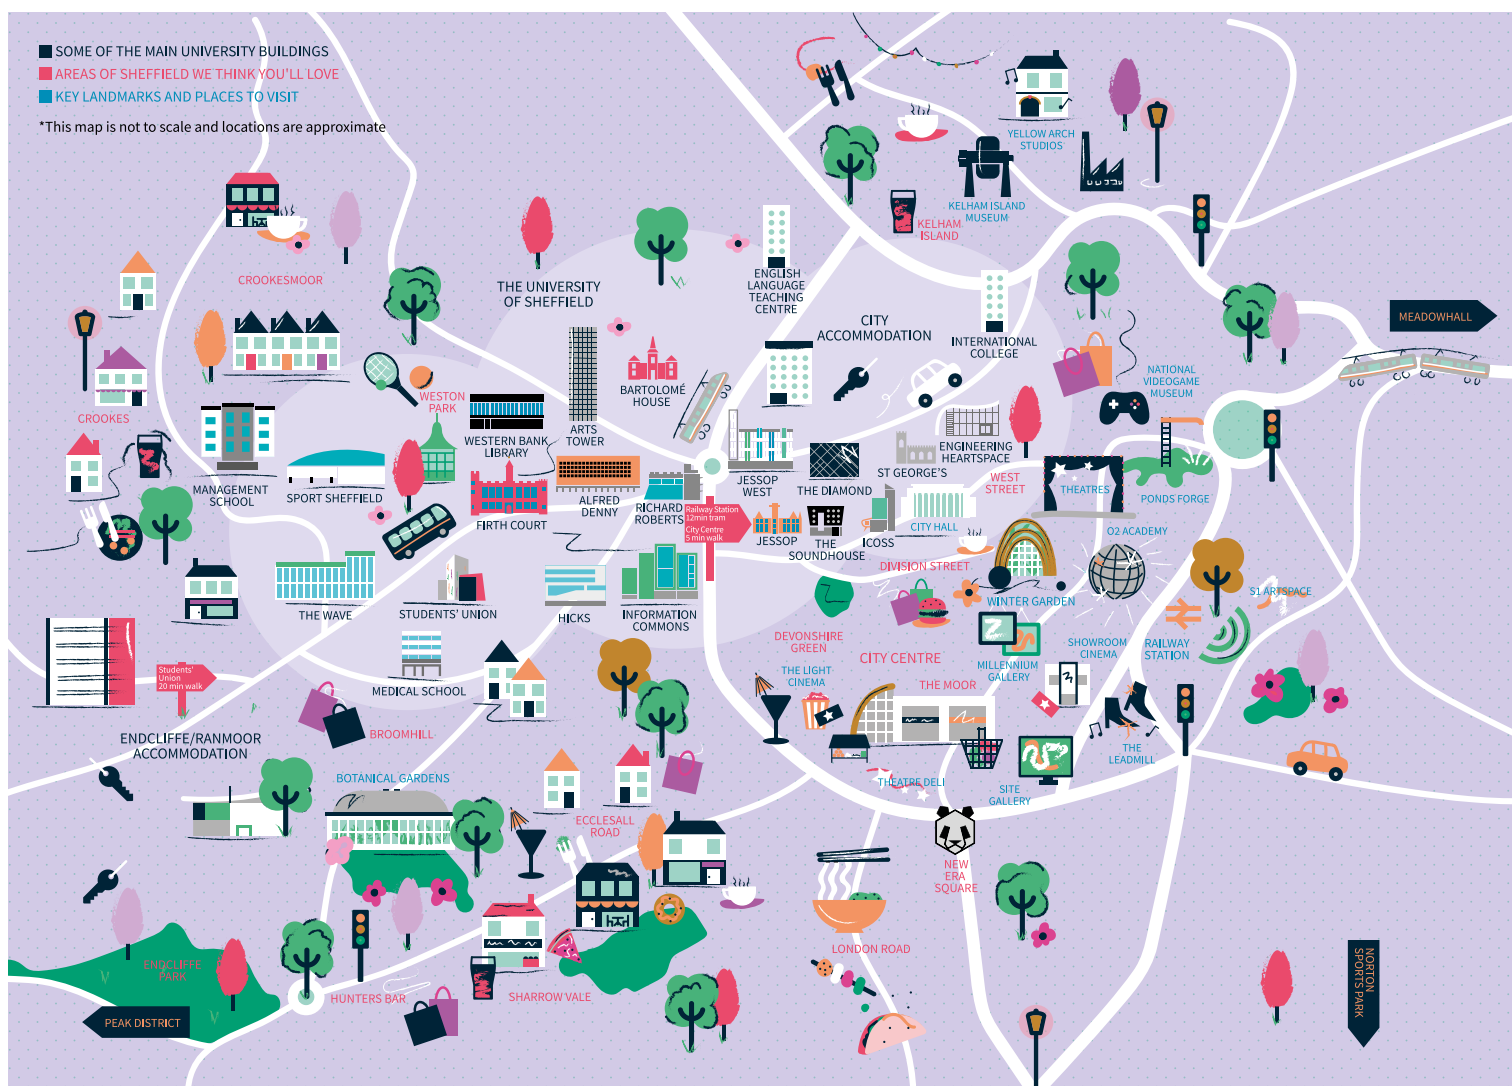 SOME OF THE MAIN UNIVERSITY BUILDINGS
AREAS OF SHEFFIELD WE THINK YOU'LL LOVE
KEY LANDMARKS AND PLACES TO VISIT
*This map is not to scale and locations are approximate
YELLOW ARCH
STUDIOS
KELHAM ISLAND
MUSEUM
KELHAM
ISLAND
CROOKESMOOR
THE UNIVERSITY
OF SHEFFIELD
ENGLISH
LANGUAGE
TEACHING
CENTRE
CITY
ACCOMMODATION
INTERNATIONAL
COLLEGE
MEADOWHALL
NATIONAL
VIDEOGAME
MUSEUM
BARTOLOMÉ
HOUSE
WESTON
PARK
CROOKES
ARTS
TOWER
WESTERN BANK
LIBRARY
ENGINEERING
HEARTSPACE
ST GEORGE'S
WEST
STREET
THEATRES
PONDS FORGE
MANAGEMENT
SCHOOL
SPORT SHEFFIELD
FIRTH COURT
ALFRED
DENNY
RICHARD
ROBERTS
JESSOP
WEST
THE DIAMOND
Railway Station
12min tram
City Centre
5 min walk
JESSOP
THE
SOUNDHOUSE
ICOSS
CITY HALL
O2 ACADEMY
DIVISION STREET
WINTER GARDEN
S1 ARTSPACE
THE WAVE
STUDENTS' UNION
HICKS
INFORMATION
COMMONS
DEVONSHIRE
GREEN
CITY CENTRE
MILLENNIUM
GALLERY
SHOWROOM
CINEMA
RAILWAY
STATION
Students'
Union
20 min walk
MEDICAL SCHOOL
THE LIGHT
CINEMA
THE MOOR
BROOMHILL
ENDCLIFFE/RANMOOR
ACCOMMODATION
THE
LEADMILL
BOTANICAL GARDENS
THEATRE DELI
SITE
GALLERY
ECCLESALL
ROAD
NEW
ERA
SQUARE
LONDON ROAD
ENDCLIFFE
PARK
HUNTERS BAR
SHARROW VALE
PEAK DISTRICT
NORTON
SPORTS PARK